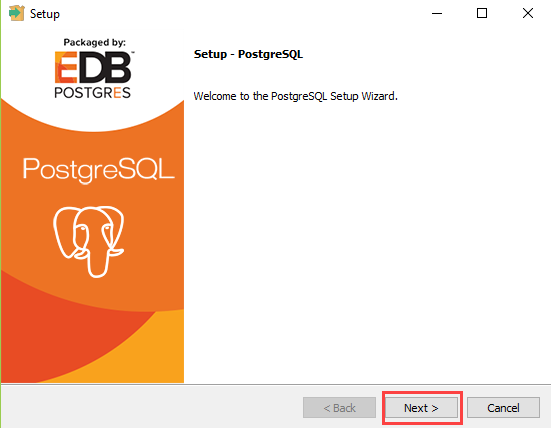 Setup
Packaged by:
EDB
POSTGRES
PostgreSQL
Setup - PostgreSQL
Welcome to the PostgreSQL Setup Wizard.
< Back
Next >
Cancel